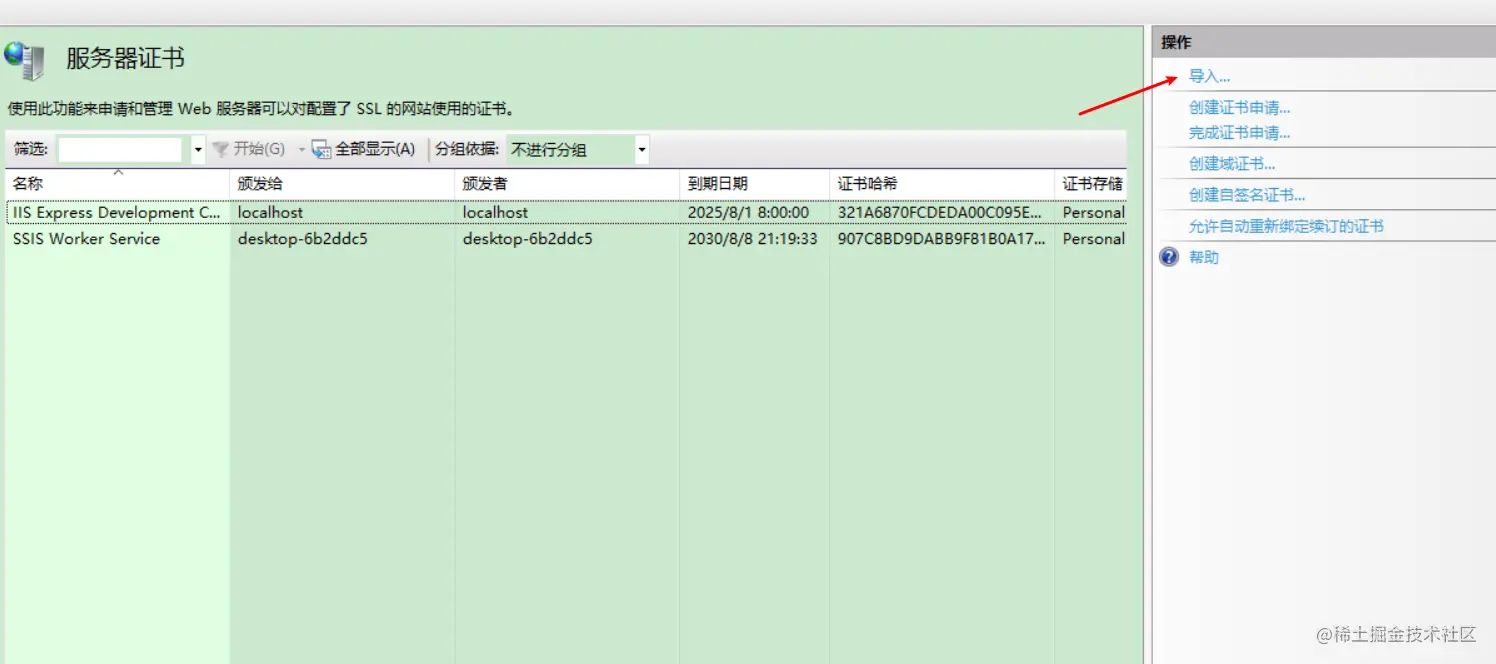 服务器证书
使用此功能来申请和管理 Web 服务器可以对配置了 SSL 的网站使用的证书。
筛选: 开始(G) 全部显示(A) 分组依据: 不进行分组
名称 颁发给 颁发者 到期日期 证书哈希 证书存储
IIS Express Development C... localhost localhost 2025/8/1 8:00:00 321A6870FCDEDA00C095E... Personal
SSIS Worker Service desktop-6b2ddc5 desktop-6b2ddc5 2030/8/8 21:19:33 907C8BD9DABB9F81B0A17... Personal
操作
导入...
创建证书申请...
完成证书申请...
创建域证书...
创建自签名证书...
允许自动重新绑定续订的证书
帮助
@稀土掘金技术社区